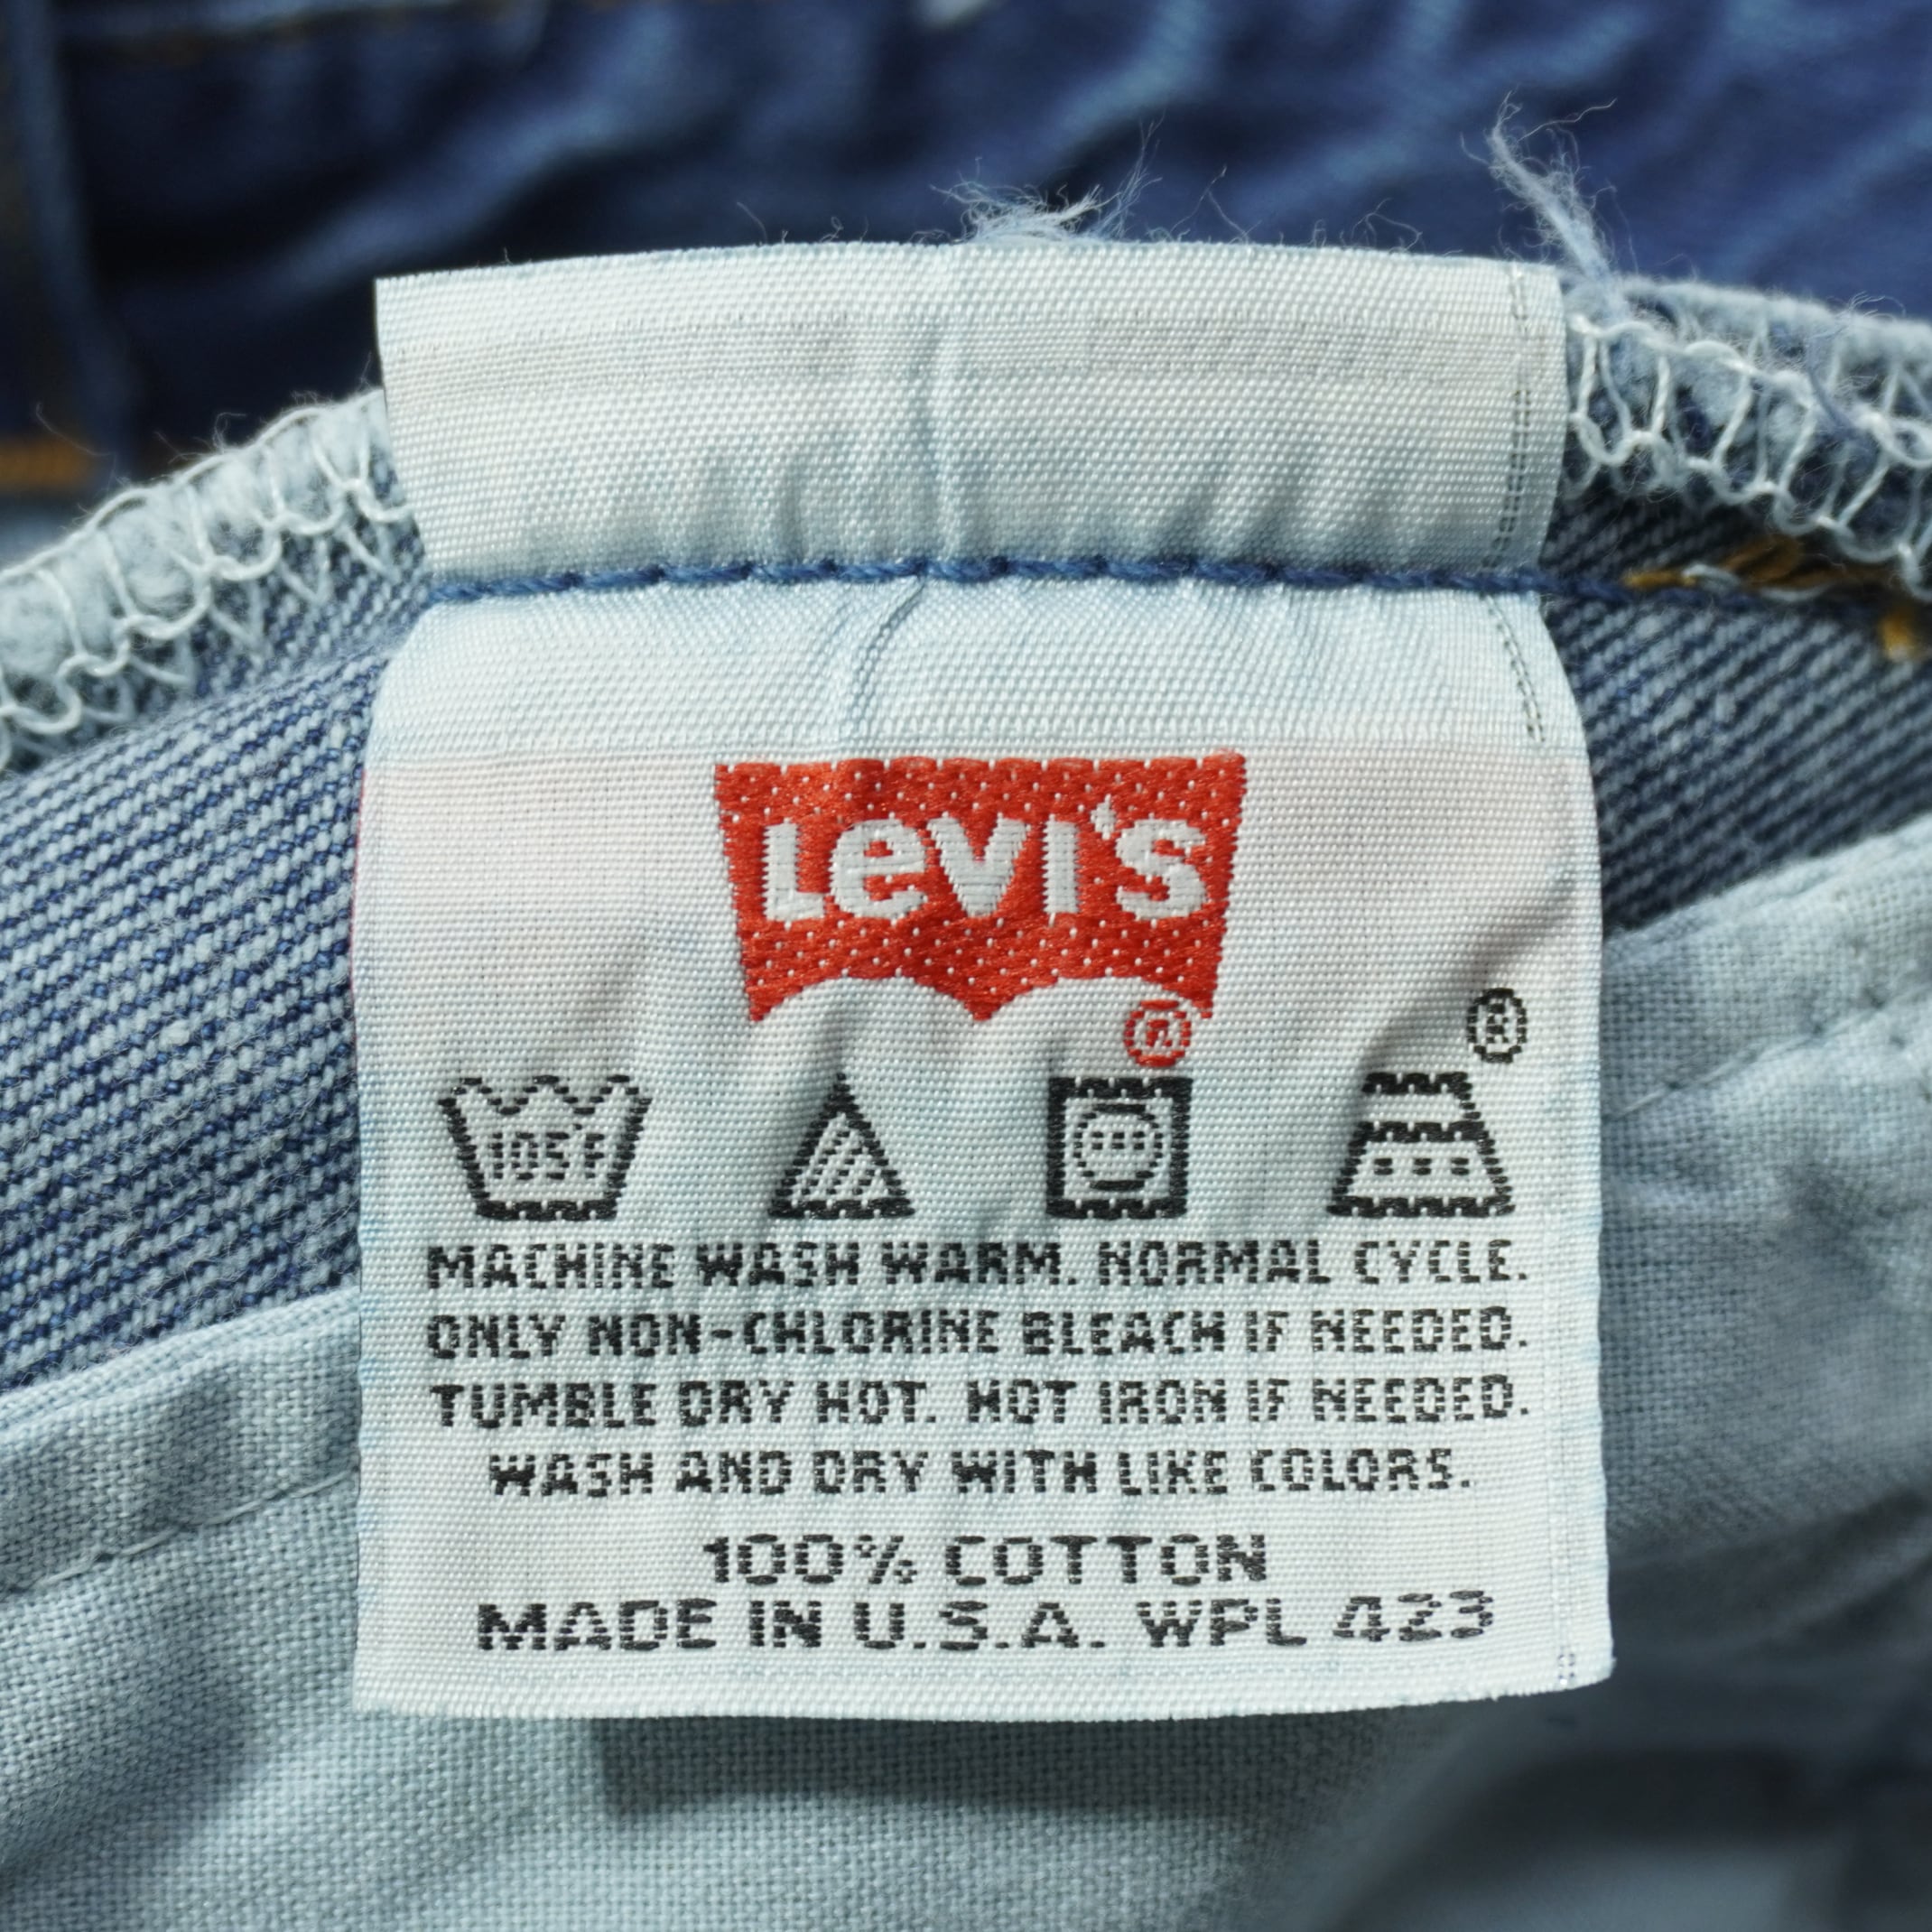 LEVI'S
®
®
105°F
MACHINE WASH WARM. NORMAL CYCLE.
ONLY NON-CHLORINE BLEACH IF NEEDED.
TUMBLE DRY HOT. HOT IRON IF NEEDED.
WASH AND DRY WITH LIKE COLORS.
100% COTTON
MADE IN U.S.A. WPL 423